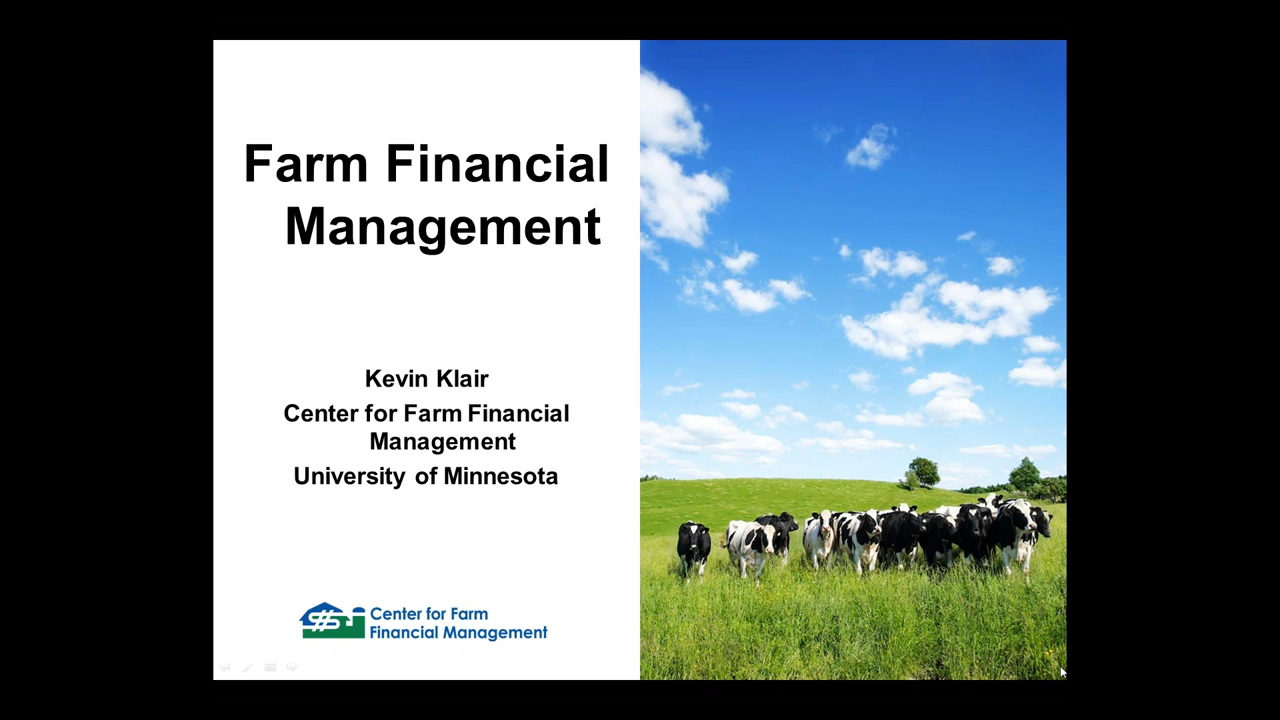 Farm Financial
Management
Kevin Klair
Center for Farm Financial
Management
University of Minnesota
Center for Farm
Financial Management